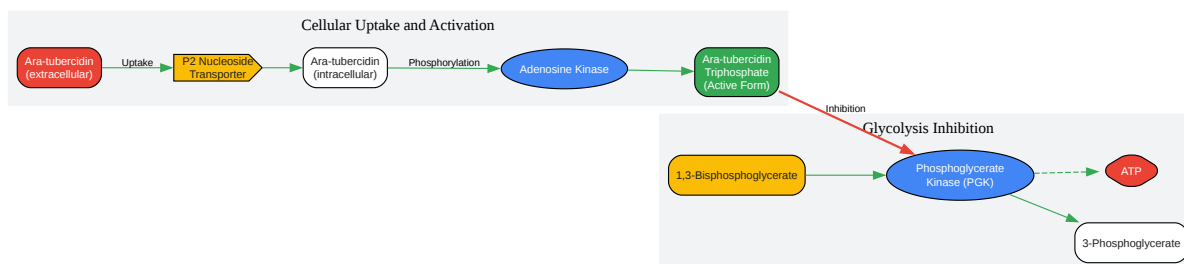 Cellular Uptake and Activation
Ara-tubercidin
(extracellular)
Uptake
P2 Nucleoside
Transporter
Ara-tubercidin
(intracellular)
Phosphorylation
Adenosine Kinase
Ara-tubercidin
Triphosphate
(Active Form)
Inhibition
Glycolysis Inhibition
1,3-Bisphosphoglycerate
Phosphoglycerate
Kinase (PGK)
ATP
3-Phosphoglycerate